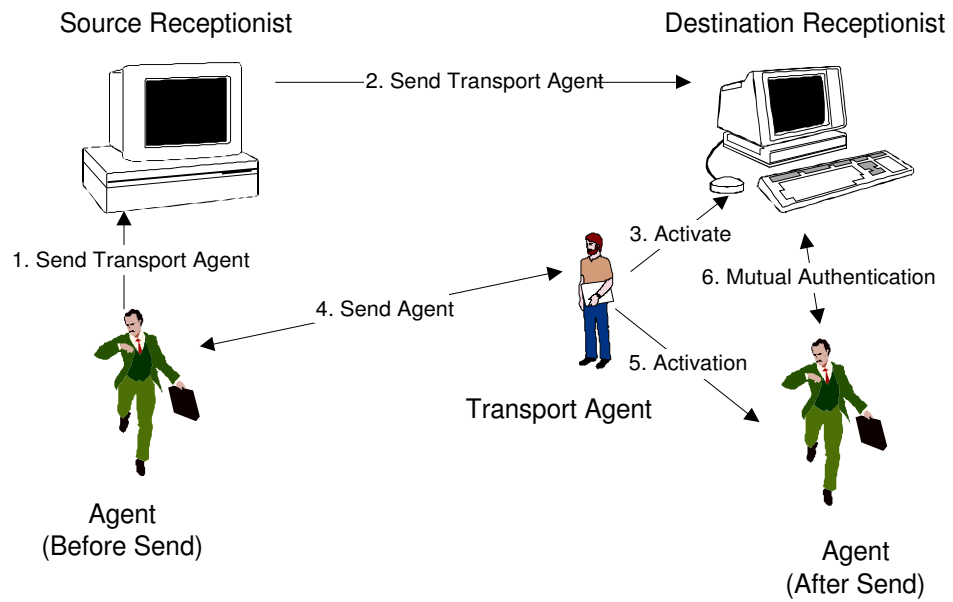 Source Receptionist
Destination Receptionist
2. Send Transport Agent
1. Send Transport Agent
3. Activate
6. Mutual Authentication
4. Send Agent
5. Activation
Transport Agent
Agent
(Before Send)
Agent
(After Send)